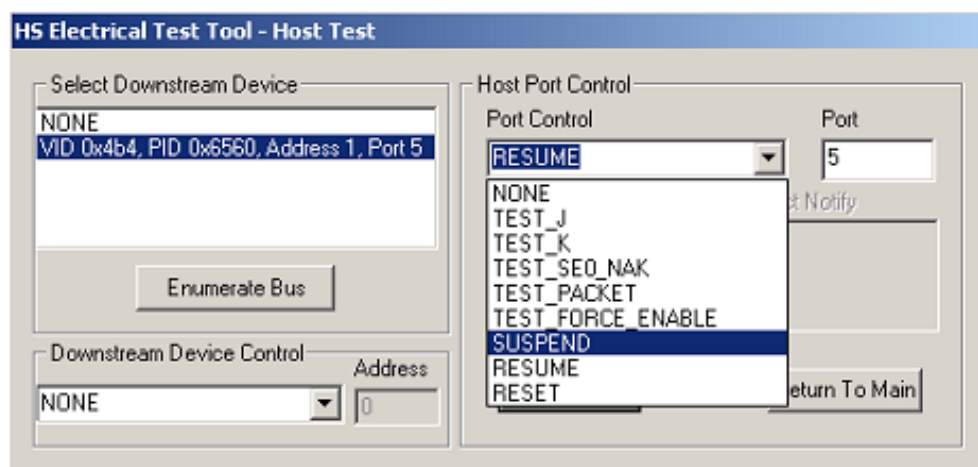 HS Electrical Test Tool - Host Test
Select Downstream Device
NONE
VID 0x4b4, PID 0x6560, Address 1, Port 5
Enumerate Bus
Downstream Device Control
Address
NONE
0
Host Port Control
Port Control
Port
RESUME
5
Notify
NONE
TEST_J
TEST_K
TEST_SE0_NAK
TEST_PACKET
TEST_FORCE_ENABLE
SUSPEND
RESUME
RESET
To Main